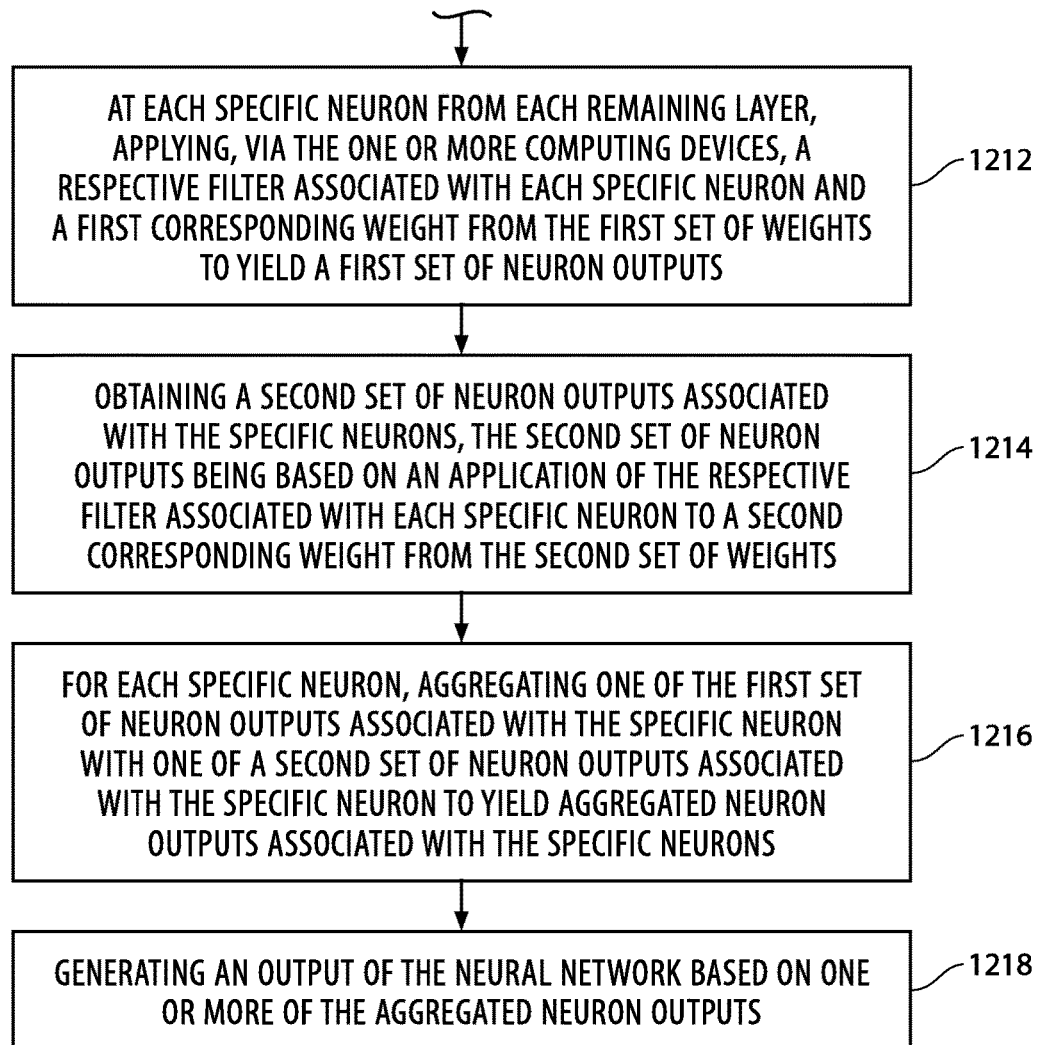 AT EACH SPECIFIC NEURON FROM EACH REMAINING LAYER,
APPLYING, VIA THE ONE OR MORE COMPUTING DEVICES, A
RESPECTIVE FILTER ASSOCIATED WITH EACH SPECIFIC NEURON AND
A FIRST CORRESPONDING WEIGHT FROM THE FIRST SET OF WEIGHTS
TO YIELD A FIRST SET OF NEURON OUTPUTS
1212
OBTAINING A SECOND SET OF NEURON OUTPUTS ASSOCIATED
WITH THE SPECIFIC NEURONS, THE SECOND SET OF NEURON
OUTPUTS BEING BASED ON AN APPLICATION OF THE RESPECTIVE
FILTER ASSOCIATED WITH EACH SPECIFIC NEURON TO A SECOND
CORRESPONDING WEIGHT FROM THE SECOND SET OF WEIGHTS
1214
FOR EACH SPECIFIC NEURON, AGGREGATING ONE OF THE FIRST SET
OF NEURON OUTPUTS ASSOCIATED WITH THE SPECIFIC NEURON
WITH ONE OF A SECOND SET OF NEURON OUTPUTS ASSOCIATED
WITH THE SPECIFIC NEURON TO YIELD AGGREGATED NEURON
OUTPUTS ASSOCIATED WITH THE SPECIFIC NEURONS
1216
GENERATING AN OUTPUT OF THE NEURAL NETWORK BASED ON ONE
OR MORE OF THE AGGREGATED NEURON OUTPUTS
1218